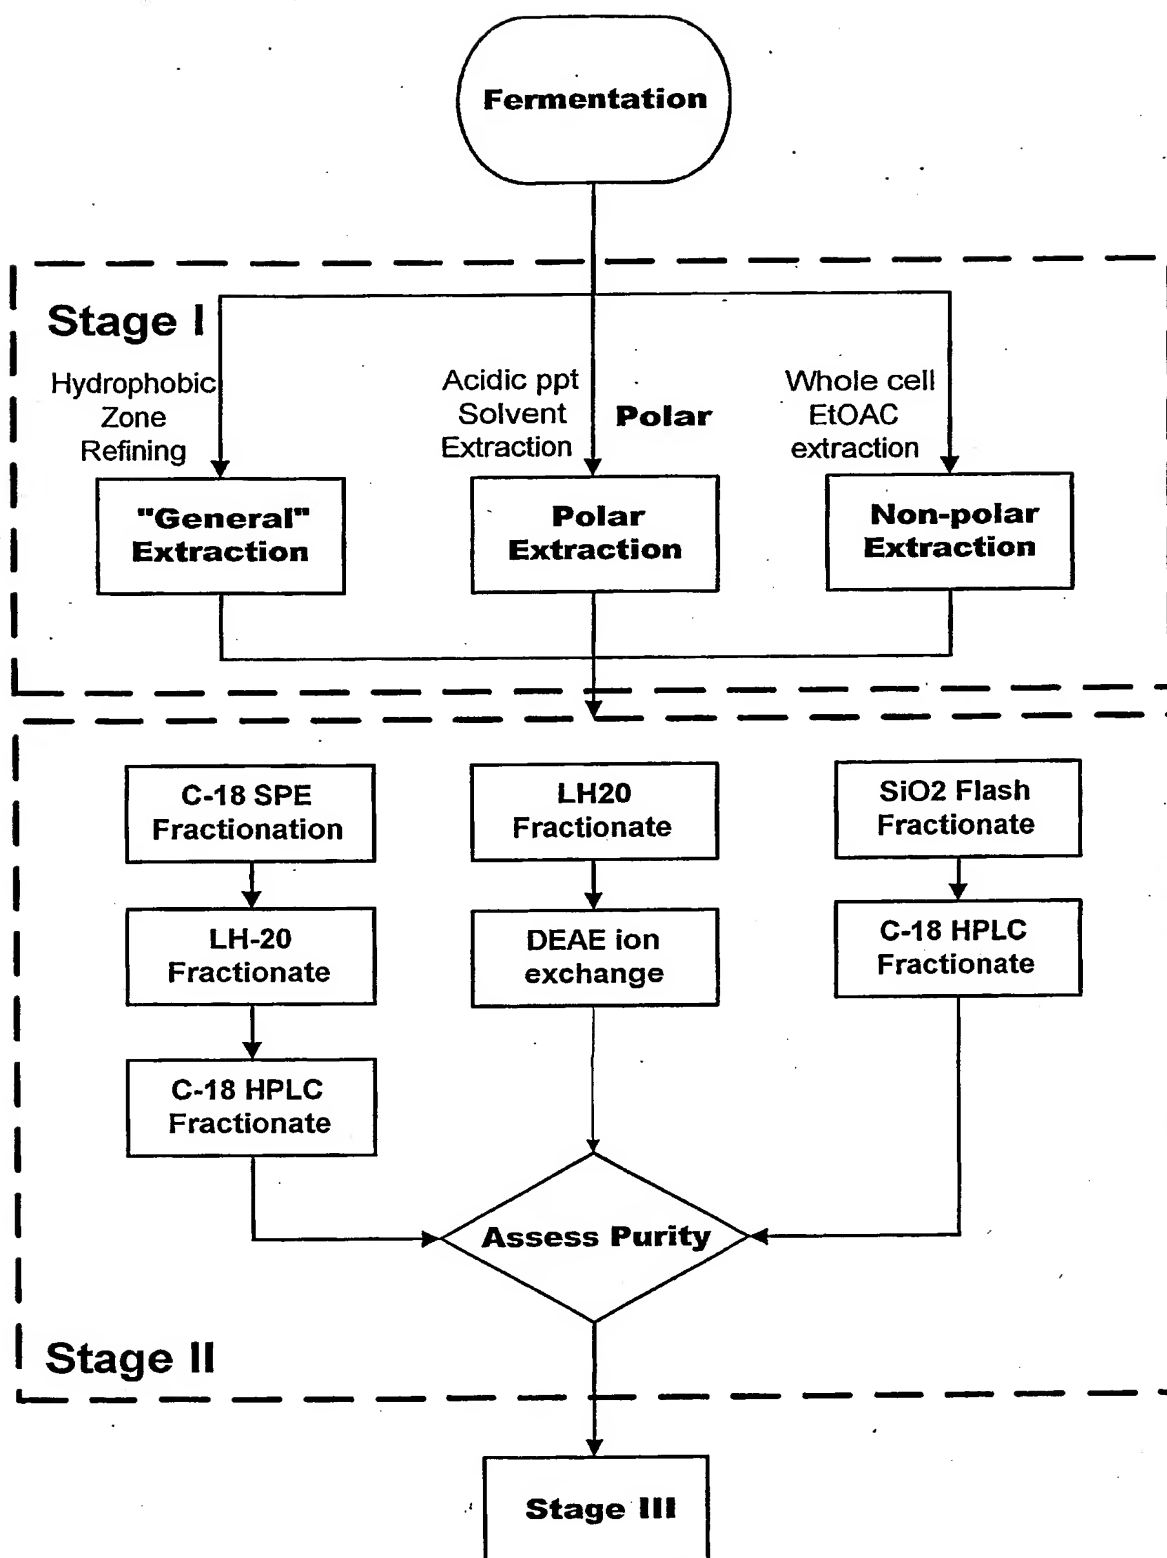 Fermentation
Stage I
Hydrophobic
Zone
Refining
Acidic ppt
Solvent
Extraction
Polar
Whole cell
EtOAC
extraction
"General"
Extraction
Polar
Extraction
Non-polar
Extraction
C-18 SPE
Fractionation
LH20
Fractionate
SiO2 Flash
Fractionate
LH-20
Fractionate
DEAE ion
exchange
C-18 HPLC
Fractionate
C-18 HPLC
Fractionate
Assess Purity
Stage II
Stage III